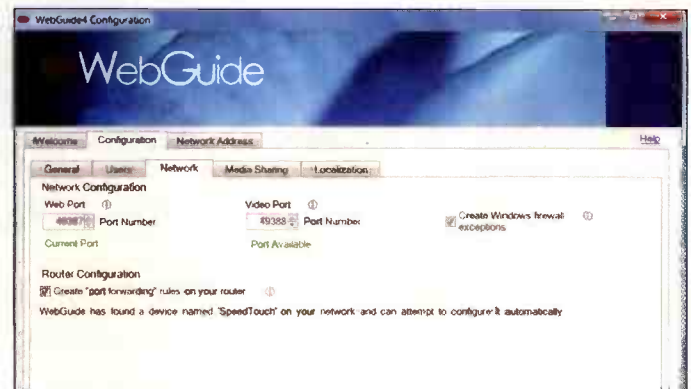 WebGuide4 Configuration
WebGuide
Welcome Configuration Network Address Help
General Users Network Media Sharing Localization
Network Configuration
Web Port Video Port
49387 Port Number 49388 Port Number Create Windows firewall exceptions
Current Port Port Available
Router Configuration
Create "port forwarding" rules on your router
WebGuide has found a device named 'SpeedTouch' on your network and can attempt to configure it automatically